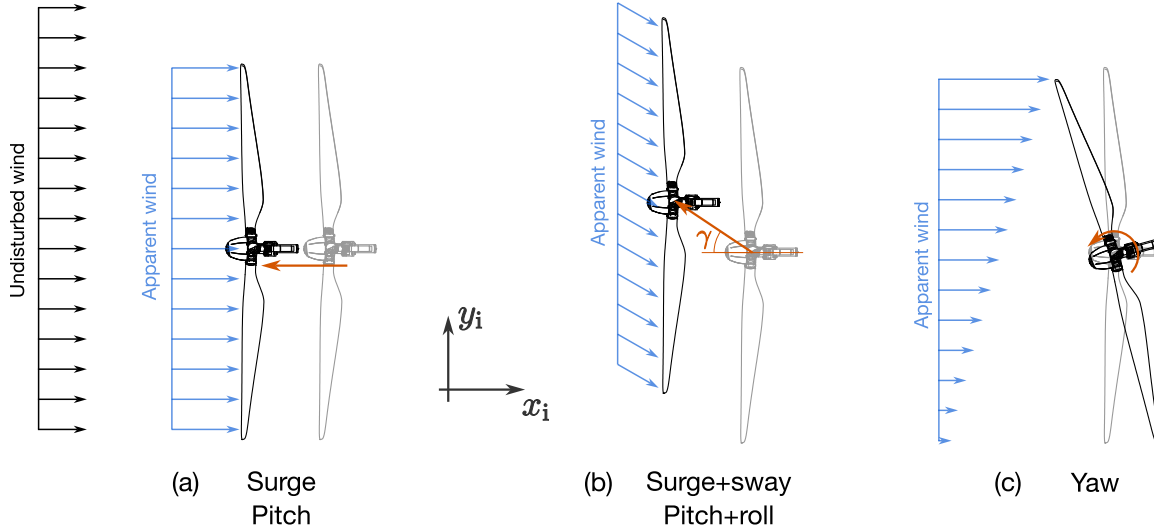 Undisturbed wind
Apparent wind
(a) Surge
Pitch
y_i
x_i
Apparent wind
γ
(b) Surge+sway
Pitch+roll
Apparent wind
(c) Yaw